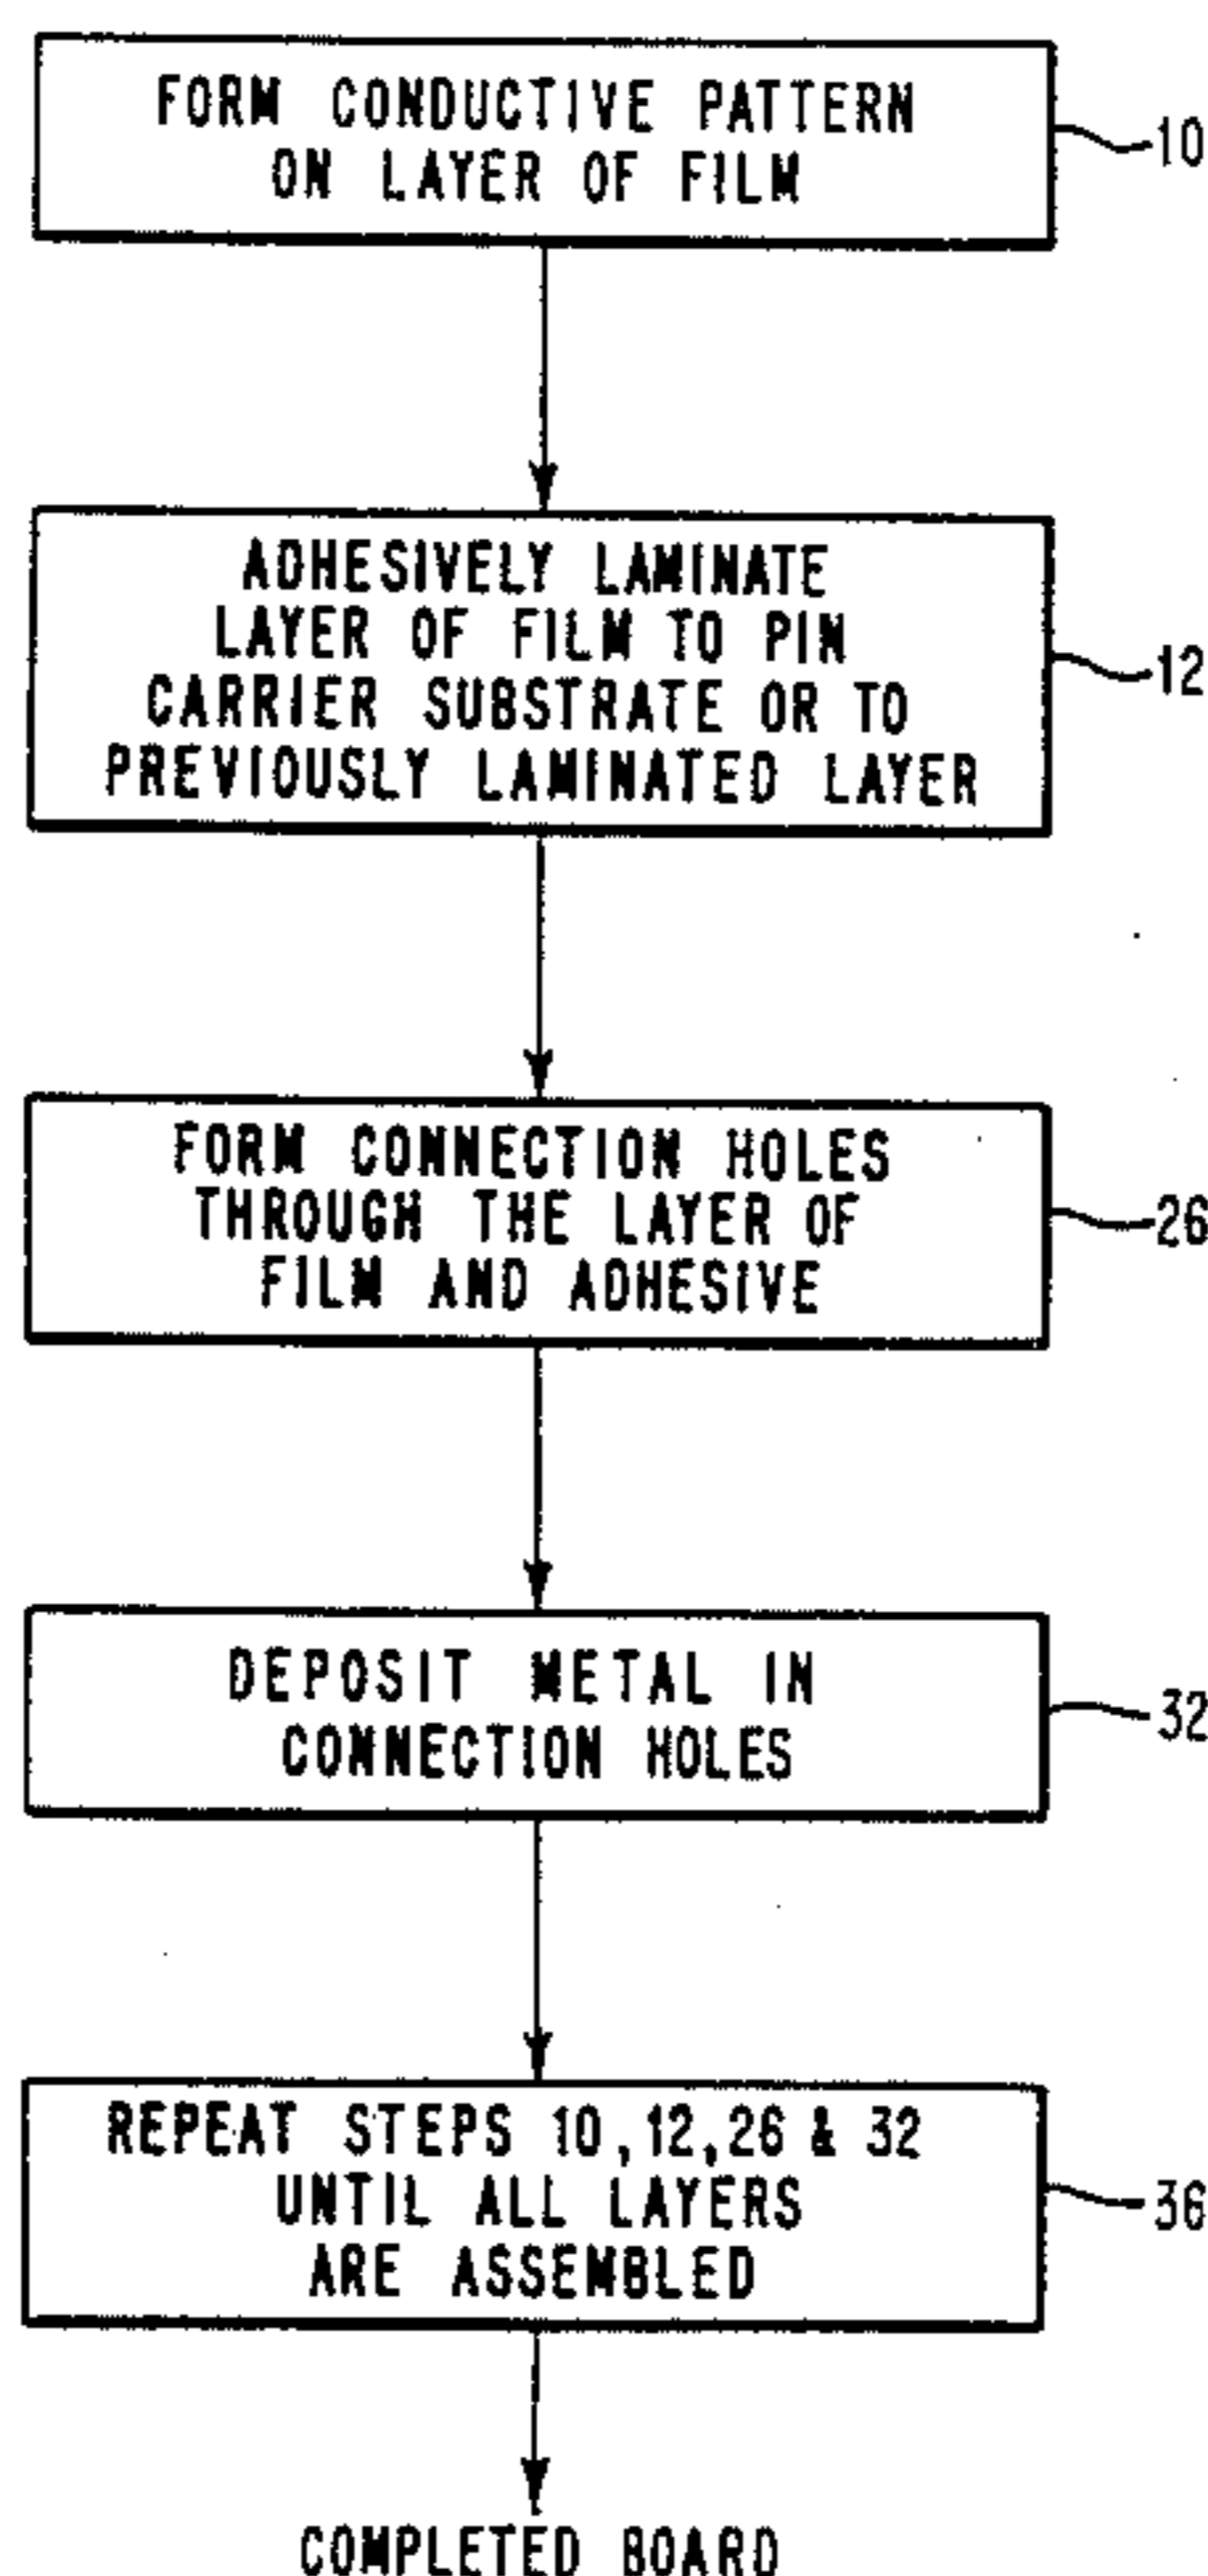 FORM CONDUCTIVE PATTERN
ON LAYER OF FILM
10
ADHESIVELY LAMINATE
LAYER OF FILM TO PIN
CARRIER SUBSTRATE OR TO
PREVIOUSLY LAMINATED LAYER
12
FORM CONNECTION HOLES
THROUGH THE LAYER OF
FILM AND ADHESIVE
26
DEPOSIT METAL IN
CONNECTION HOLES
32
REPEAT STEPS 10, 12, 26 & 32
UNTIL ALL LAYERS
ARE ASSEMBLED
36
COMPLETED BOARD